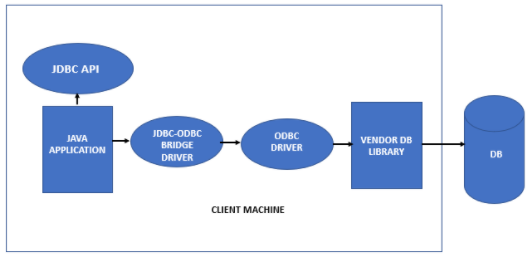 JDBC API
JAVA
APPLICATION
JDBC-ODBC
BRIDGE
DRIVER
ODBC
DRIVER
VENDOR DB
LIBRARY
DB
CLIENT MACHINE